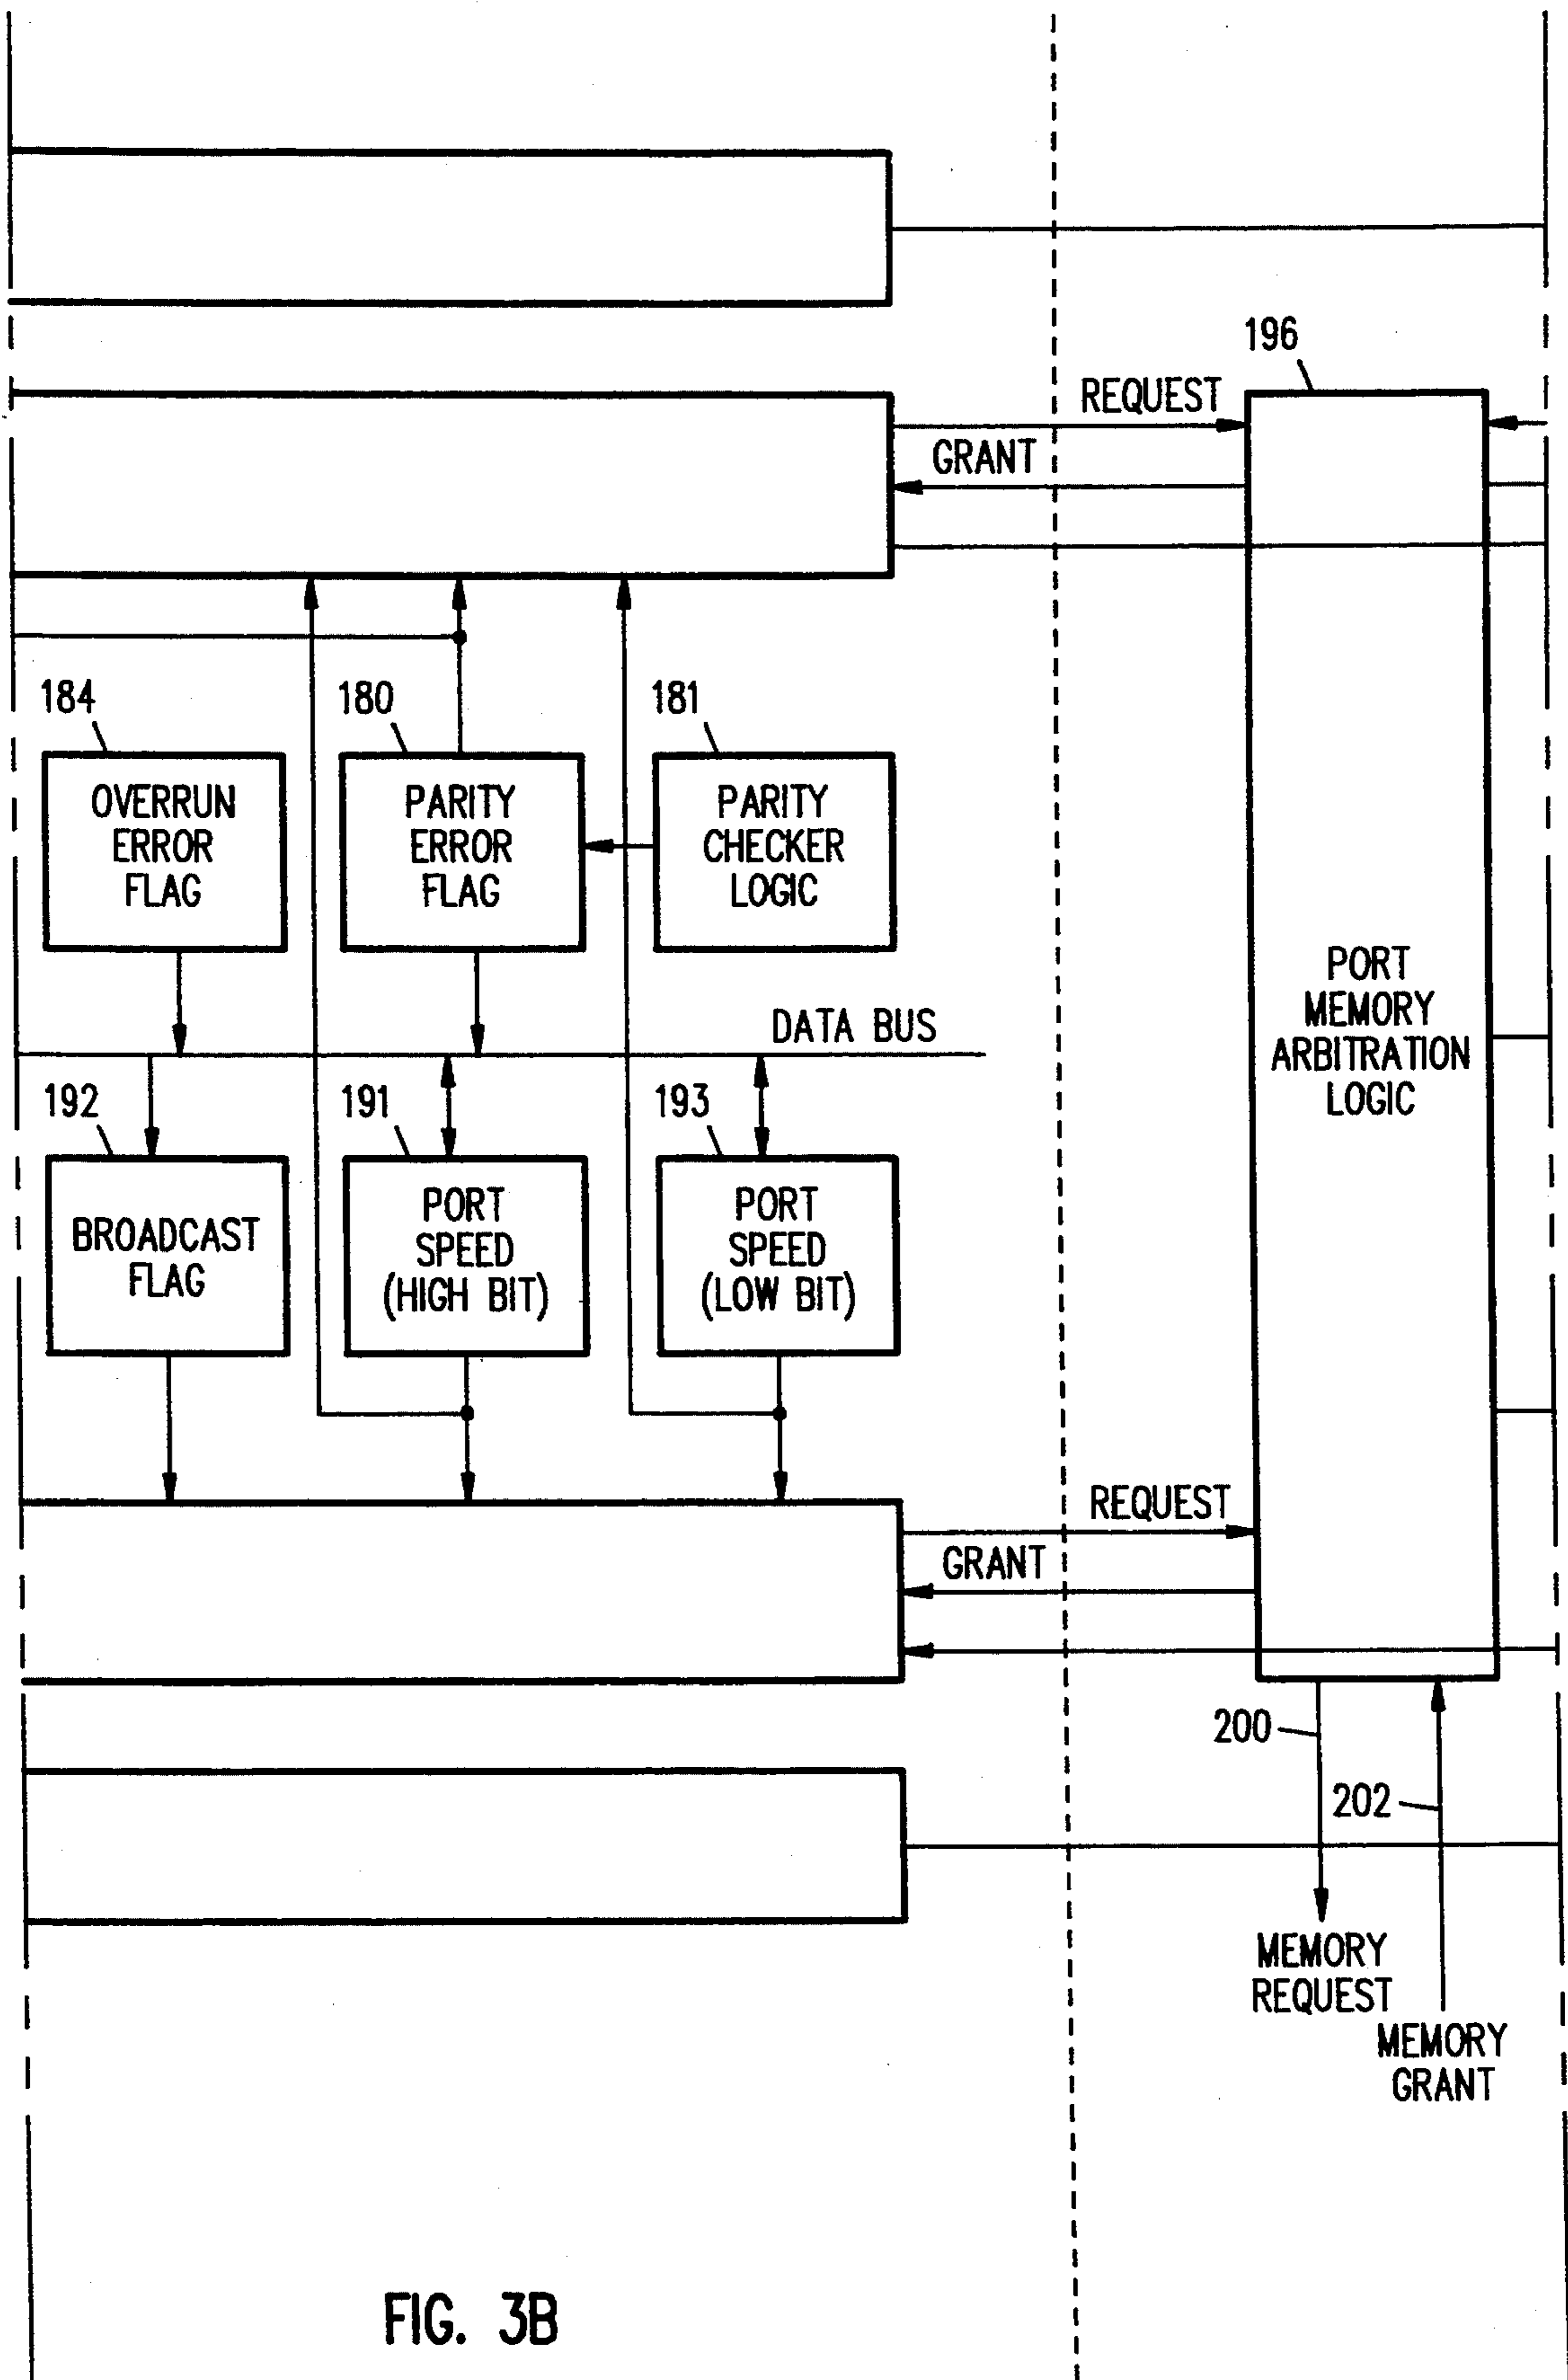 196
REQUEST
GRANT
184
180
181
OVERRUN
ERROR
FLAG
PARITY
ERROR
FLAG
PARITY
CHECKER
LOGIC
PORT
MEMORY
ARBITRATION
LOGIC
DATA BUS
192
191
193
BROADCAST
FLAG
PORT
SPEED
(HIGH BIT)
PORT
SPEED
(LOW BIT)
REQUEST
GRANT
200
202
MEMORY
REQUEST
MEMORY
GRANT
FIG. 3B